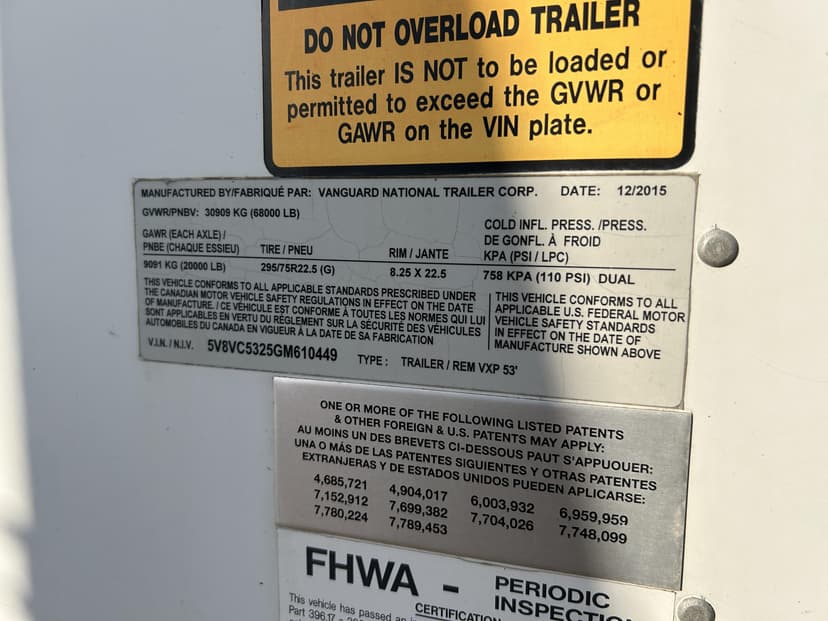 DO NOT OVERLOAD TRAILER
This trailer IS NOT to be loaded or
permitted to exceed the GVWR or
GAWR on the VIN plate.
MANUFACTURED BY/FABRIQUÉ PAR: VANGUARD NATIONAL TRAILER CORP. DATE: 12/2015
GVWR/PNBV: 30909 KG (68000 LB)
GAWR (EACH AXLE) /
PNBE (CHAQUE ESSIEU) TIRE / PNEU RIM / JANTE
COLD INFL. PRESS. /PRESS.
DE GONFL. À FROID
KPA (PSI / LPC)
9091 KG (20000 LB) 295/75R22.5 (G) 8.25 X 22.5 758 KPA (110 PSI) DUAL
THIS VEHICLE CONFORMS TO ALL APPLICABLE STANDARDS PRESCRIBED UNDER
THE CANADIAN MOTOR VEHICLE SAFETY REGULATIONS IN EFFECT ON THE DATE
OF MANUFACTURE. / CE VÉHICULE EST CONFORME À TOUTES LES NORMES QUI LUI
SONT APPLICABLES EN VERTU DU RÉGLEMENT SUR LA SÉCURITÉ DES VÉHICULES
AUTOMOBILES DU CANADA EN VIGUEUR À LA DATE DE SA FABRICATION
THIS VEHICLE CONFORMS TO ALL
APPLICABLE U.S. FEDERAL MOTOR
VEHICLE SAFETY STANDARDS
IN EFFECT ON THE DATE OF
MANUFACTURE SHOWN ABOVE
V.I.N. / N.I.V. 5V8VC5325GM610449 TYPE : TRAILER / REM VXP 53'
ONE OR MORE OF THE FOLLOWING LISTED PATENTS
& OTHER FOREIGN & U.S. PATENTS MAY APPLY:
AU MOINS UN DES BREVETS CI-DESSOUS PAUT S'APPUOUER:
UNA O MÁS DE LAS PATENTES SIGUIENTES Y OTRAS PATENTES
EXTRANJERAS Y DE ESTADOS UNIDOS PUEDEN APLICARSE:
4,685,721 4,904,017 6,003,932 6,959,959
7,152,912 7,699,382 7,704,026 7,748,099
7,780,224 7,789,453
FHWA - PERIODIC
INSPECTION
CERTIFICATION
This vehicle has passed an
Part 396.17